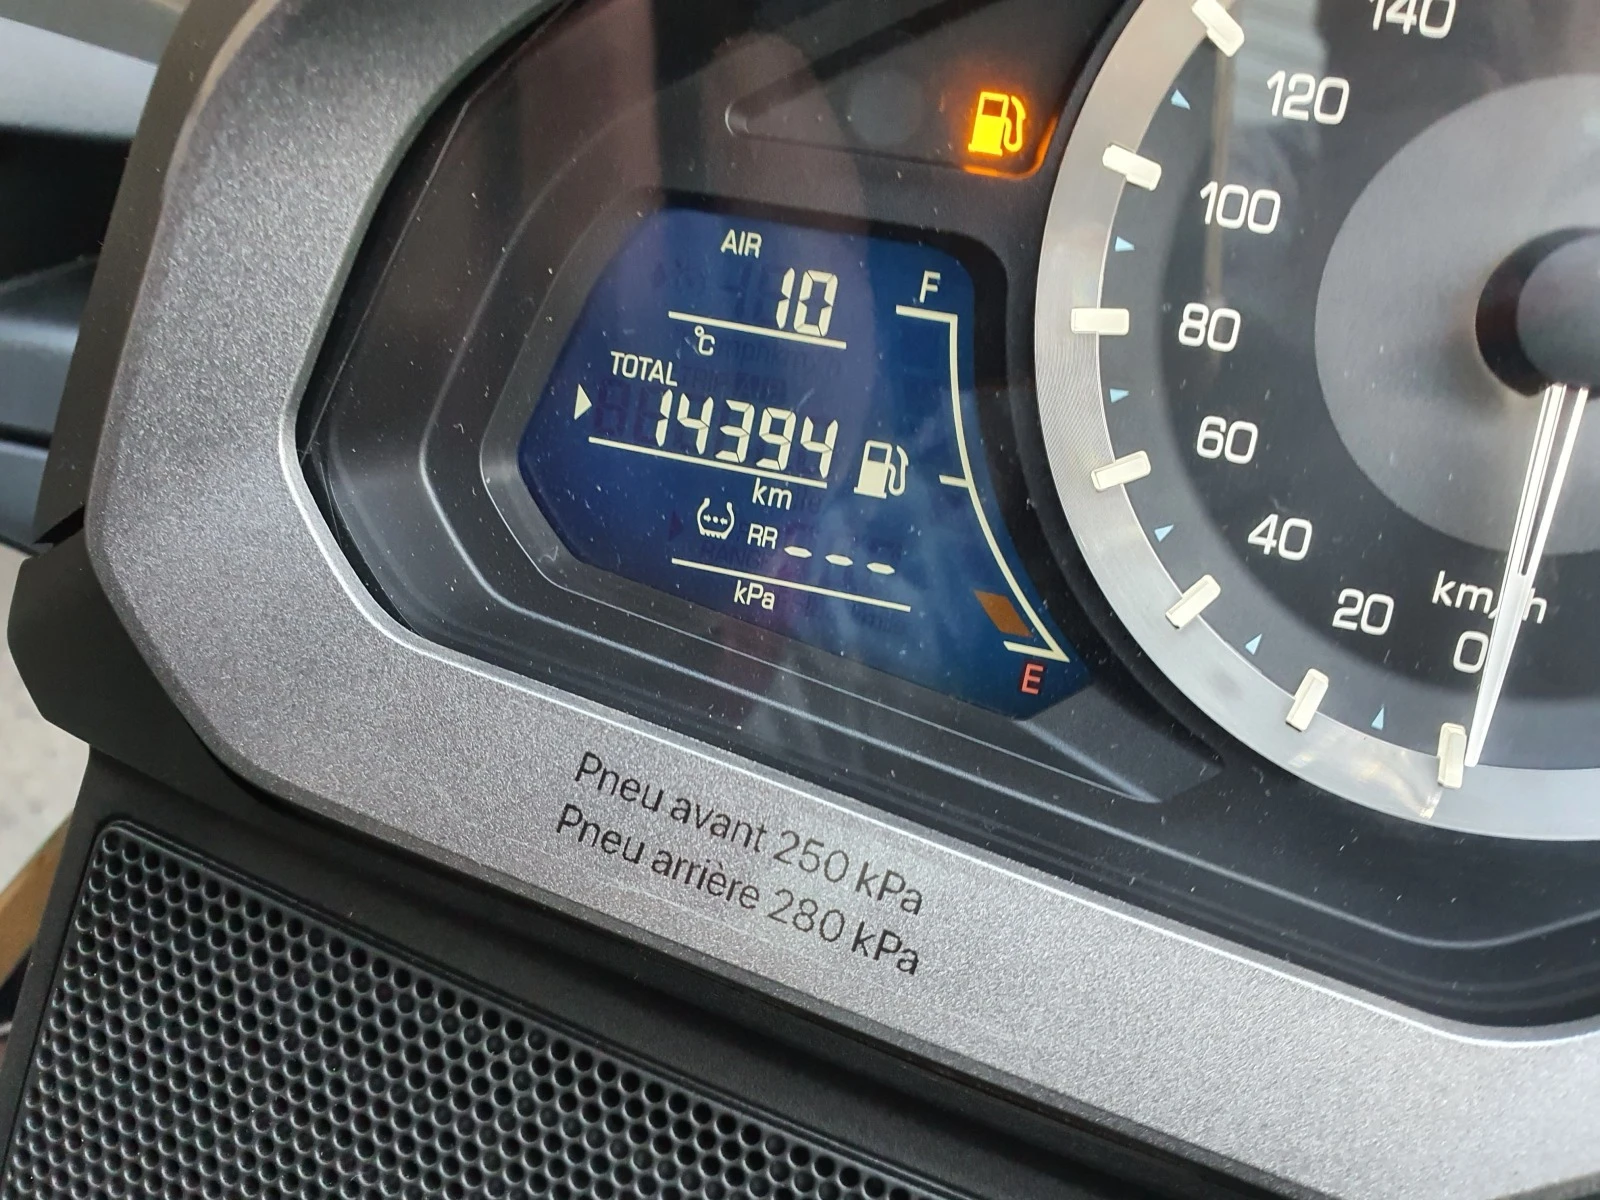 AIR
10
°C
F
TOTAL
14394
km
RR ---
kPa
E
140
120
100
80
60
40
20
0
km/h
Pneu avant 250 kPa
Pneu arrière 280 kPa